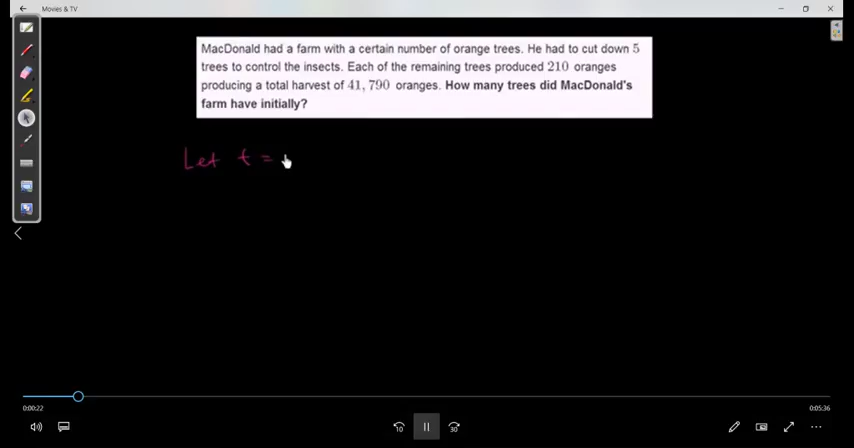 Movies & TV
MacDonald had a farm with a certain number of orange trees. He had to cut down 5
trees to control the insects. Each of the remaining trees produced 210 oranges
producing a total harvest of 41,790 oranges. How many trees did MacDonald's
farm have initially?
Let t =
0:00:22
0:05:36
10
30